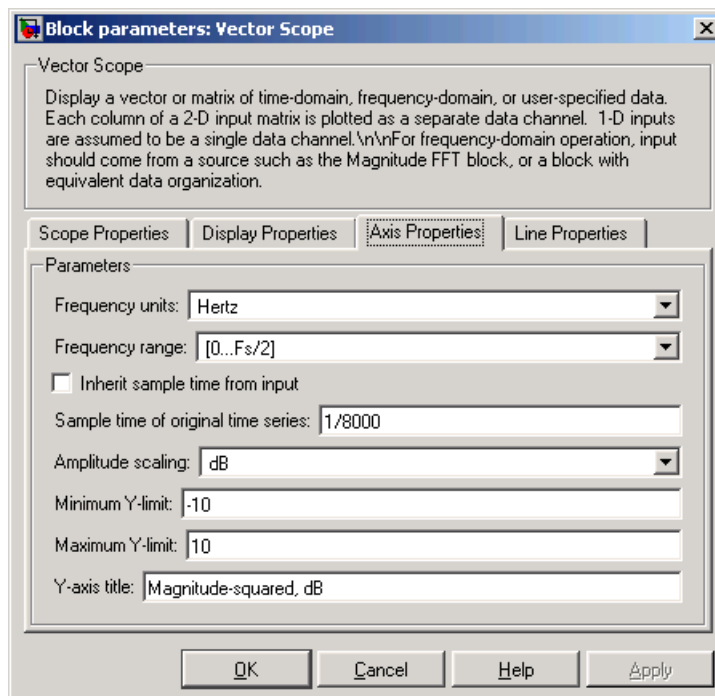 Block parameters: Vector Scope
Vector Scope
Display a vector or matrix of time-domain, frequency-domain, or user-specified data.
Each column of a 2-D input matrix is plotted as a separate data channel.  1-D inputs
are assumed to be a single data channel.\n\nFor frequency-domain operation, input
should come from a source such as the Magnitude FFT block, or a block with
equivalent data organization.
Scope Properties Display Properties Axis Properties Line Properties
Parameters
Frequency units: Hertz
Frequency range: [0...Fs/2]
Inherit sample time from input
Sample time of original time series: 1/8000
Amplitude scaling: dB
Minimum Y-limit: -10
Maximum Y-limit: 10
Y-axis title: Magnitude-squared, dB
OK Cancel Help Apply